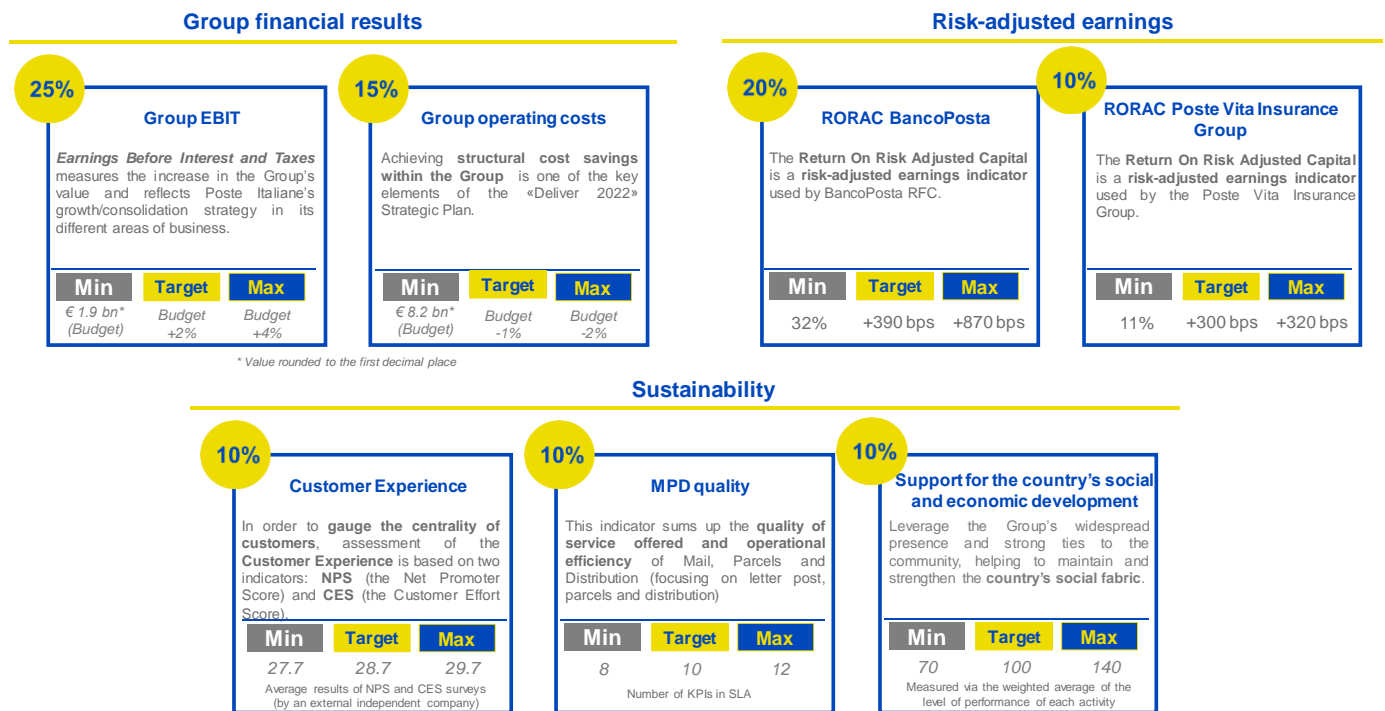 Group financial results
25%
Group EBIT
Earnings Before Interest and Taxes
measures the increase in the Group’s
value and reflects Poste Italiane’s
growth/consolidation strategy in its
different areas of business.
Min Target Max
€ 1.9 bn* Budget Budget
(Budget) +2% +4%
15%
Group operating costs
Achieving structural cost savings
within the Group is one of the key
elements of the «Deliver 2022»
Strategic Plan.
Min Target Max
€ 8.2 bn* Budget Budget
(Budget) -1% -2%
* Value rounded to the first decimal place
Risk-adjusted earnings
20%
RORAC BancoPosta
The Return On Risk Adjusted Capital
is a risk-adjusted earnings indicator
used by BancoPosta RFC.
Min Target Max
32% +390 bps +870 bps
10%
RORAC Poste Vita Insurance
Group
The Return On Risk Adjusted Capital
is a risk-adjusted earnings indicator
used by the Poste Vita Insurance
Group.
Min Target Max
11% +300 bps +320 bps
Sustainability
10%
Customer Experience
In order to gauge the centrality of
customers, assessment of the
Customer Experience is based on two
indicators: NPS (the Net Promoter
Score) and CES (the Customer Effort
Score).
Min Target Max
27.7 28.7 29.7
Average results of NPS and CES surveys
(by an external independent company)
10%
MPD quality
This indicator sums up the quality of
service offered and operational
efficiency of Mail, Parcels and
Distribution (focusing on letter post,
parcels and distribution)
Min Target Max
8 10 12
Number of KPIs in SLA
10%
Support for the country’s social
and economic development
Leverage the Group’s widespread
presence and strong ties to the
community, helping to maintain and
strengthen the country’s social fabric.
Min Target Max
70 100 140
Measured via the weighted average of the
level of performance of each activity